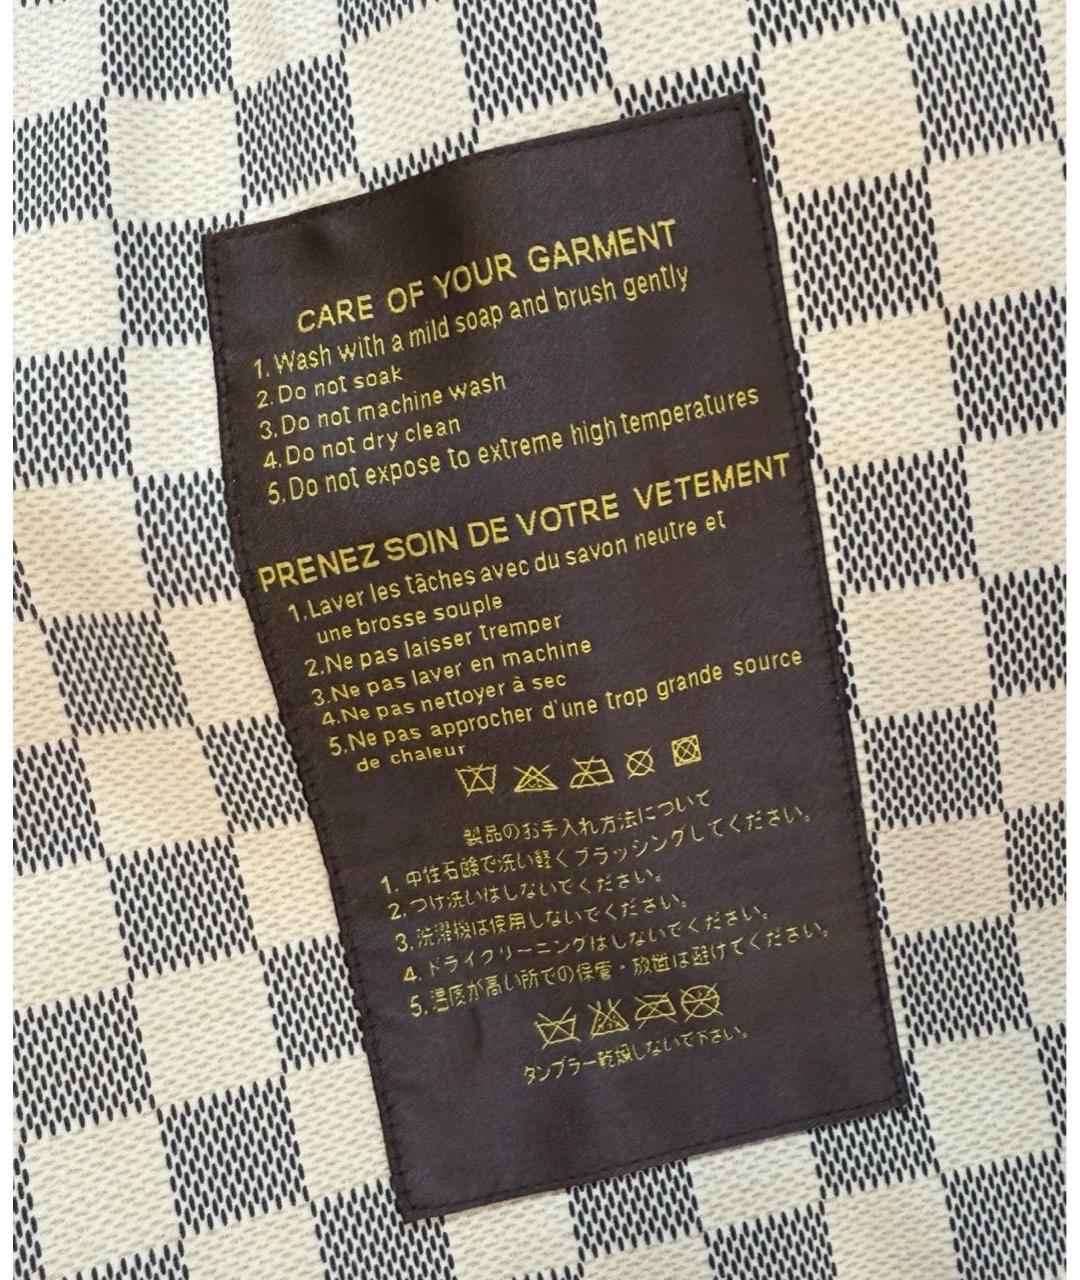 CARE OF YOUR GARMENT
1. Wash with a mild soap and brush gently
2. Do not soak
3. Do not machine wash
4. Do not dry clean
5. Do not expose to extreme high temperatures
PRENEZ SOIN DE VOTRE VETEMENT
1. Laver les tâches avec du savon neutre et
une brosse souple
2. Ne pas laisser tremper
3. Ne pas laver en machine
4. Ne pas nettoyer à sec
5. Ne pas approcher d'une trop grande source
de chaleur
製品のお手入れ方法について
1. 中性石鹸で洗い軽くブラッシングしてください。
2. つけ洗いはしないでください。
3. 洗濯機は使用しないでください。
4. ドライクリーニングはしないでください。
5. 温度が高い所での保管・放置は避けてください。
タンブラー乾燥しないで下さい。